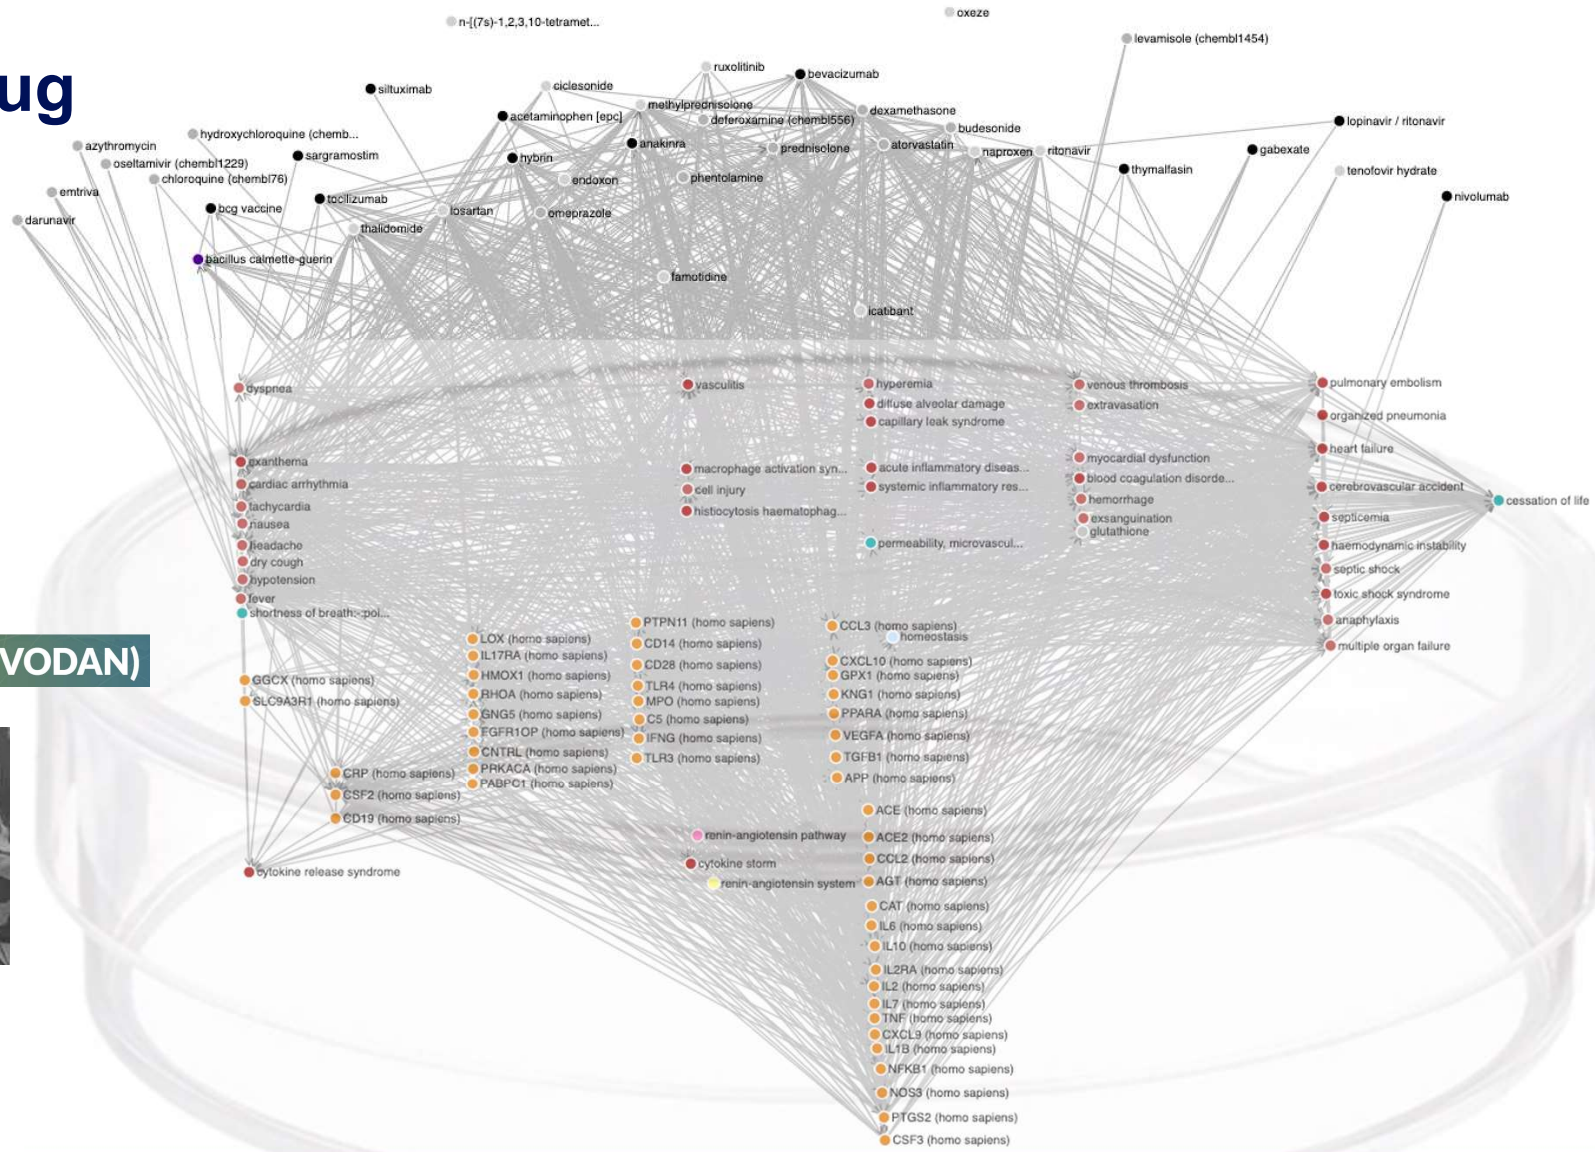 ug
VODAN)
n-[(7s)-1,2,3,10-tetramet...
oxeze
levamisole (chembl1454)
ruxolitinib
bevacizumab
siltuximab
ciclesonide
methylprednisolone
dexamethasone
acetaminophen [epc]
deferoxamine (chembl556)
lopinavir / ritonavir
budesonide
hydroxychloroquine (chemb...
azythromycin
anakinra
prednisolone
atorvastatin
naproxen
ritonavir
gabexate
sargramostim
hybrin
oseltamivir (chembl1229)
thymalfasin
tenofovir hydrate
chloroquine (chembl76)
endoxon
phentolamine
emtriva
tocilizumab
nivolumab
bcg vaccine
losartan
omeprazole
darunavir
thalidomide
bacillus calmette-guerin
famotidine
icatibant
dyspnea
vasculitis
hyperemia
venous thrombosis
pulmonary embolism
diffuse alveolar damage
extravasation
organized pneumonia
capillary leak syndrome
heart failure
exanthema
macrophage activation syn...
acute inflammatory diseas...
myocardial dysfunction
cardiac arrhythmia
cell injury
systemic inflammatory res...
blood coagulation disorde...
cerebrovascular accident
cessation of life
tachycardia
histiocytosis haematophag...
hemorrhage
nausea
exsanguination
septicemia
glutathione
headache
permeability, microvascul...
haemodynamic instability
dry cough
septic shock
hypotension
toxic shock syndrome
fever
shortness of breath:-:poi...
anaphylaxis
multiple organ failure
PTPN11 (homo sapiens)
CCL3 (homo sapiens)
homeostasis
LOX (homo sapiens)
CD14 (homo sapiens)
IL17RA (homo sapiens)
CD28 (homo sapiens)
CXCL10 (homo sapiens)
HMOX1 (homo sapiens)
GPX1 (homo sapiens)
GGCX (homo sapiens)
TLR4 (homo sapiens)
RHOA (homo sapiens)
KNG1 (homo sapiens)
SLC9A3R1 (homo sapiens)
MPO (homo sapiens)
GNG5 (homo sapiens)
C5 (homo sapiens)
PPARA (homo sapiens)
FGFR1OP (homo sapiens)
IFNG (homo sapiens)
VEGFA (homo sapiens)
CNTRL (homo sapiens)
TLR3 (homo sapiens)
TGFB1 (homo sapiens)
PRKACA (homo sapiens)
CRP (homo sapiens)
PABPC1 (homo sapiens)
APP (homo sapiens)
CSF2 (homo sapiens)
ACE (homo sapiens)
CD19 (homo sapiens)
renin-angiotensin pathway
ACE2 (homo sapiens)
cytokine storm
CCL2 (homo sapiens)
cytokine release syndrome
renin-angiotensin system
AGT (homo sapiens)
CAT (homo sapiens)
IL6 (homo sapiens)
IL10 (homo sapiens)
IL2RA (homo sapiens)
IL2 (homo sapiens)
IL7 (homo sapiens)
TNF (homo sapiens)
CXCL9 (homo sapiens)
IL1B (homo sapiens)
NFKB1 (homo sapiens)
NOS3 (homo sapiens)
PTGS2 (homo sapiens)
CSF3 (homo sapiens)